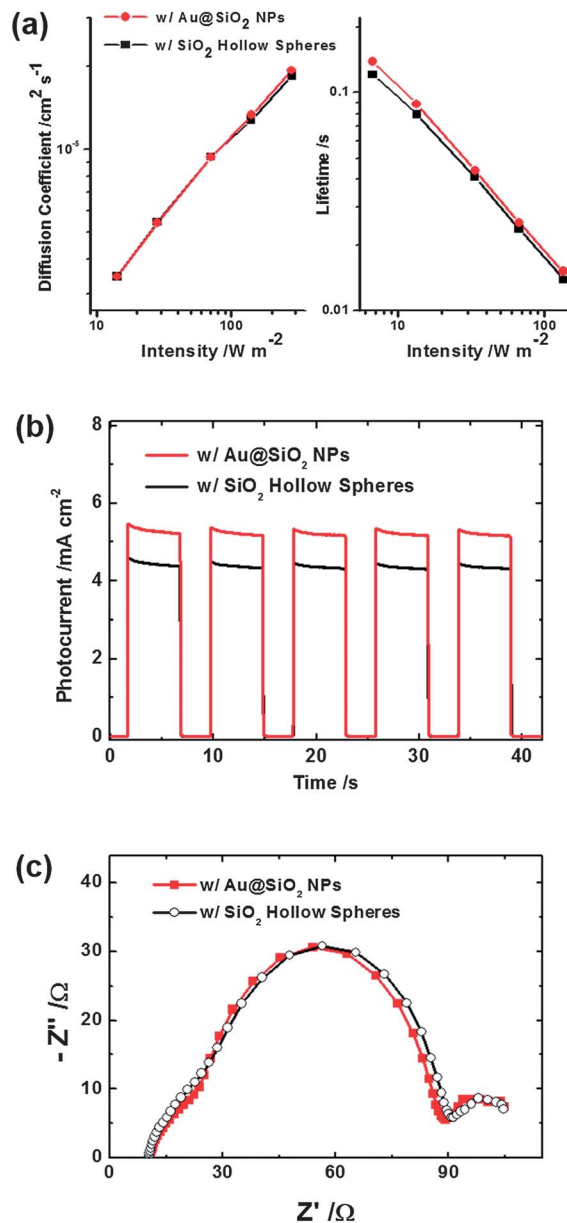 (a)
w/ Au@SiO2 NPs
w/ SiO2 Hollow Spheres
Diffusion Coefficient /cm² s⁻¹
10⁻⁵
10
100
Intensity /W m⁻²
Lifetime /s
0.1
0.01
10
100
Intensity /W m⁻²
(b)
w/ Au@SiO₂ NPs
w/ SiO₂ Hollow Spheres
Photocurrent /mA cm⁻²
8
6
4
2
0
0
10
20
30
40
Time /s
(c)
w/ Au@SiO₂ NPs
w/ SiO₂ Hollow Spheres
- Z'' /Ω
40
30
20
10
0
0
30
60
90
Z' /Ω